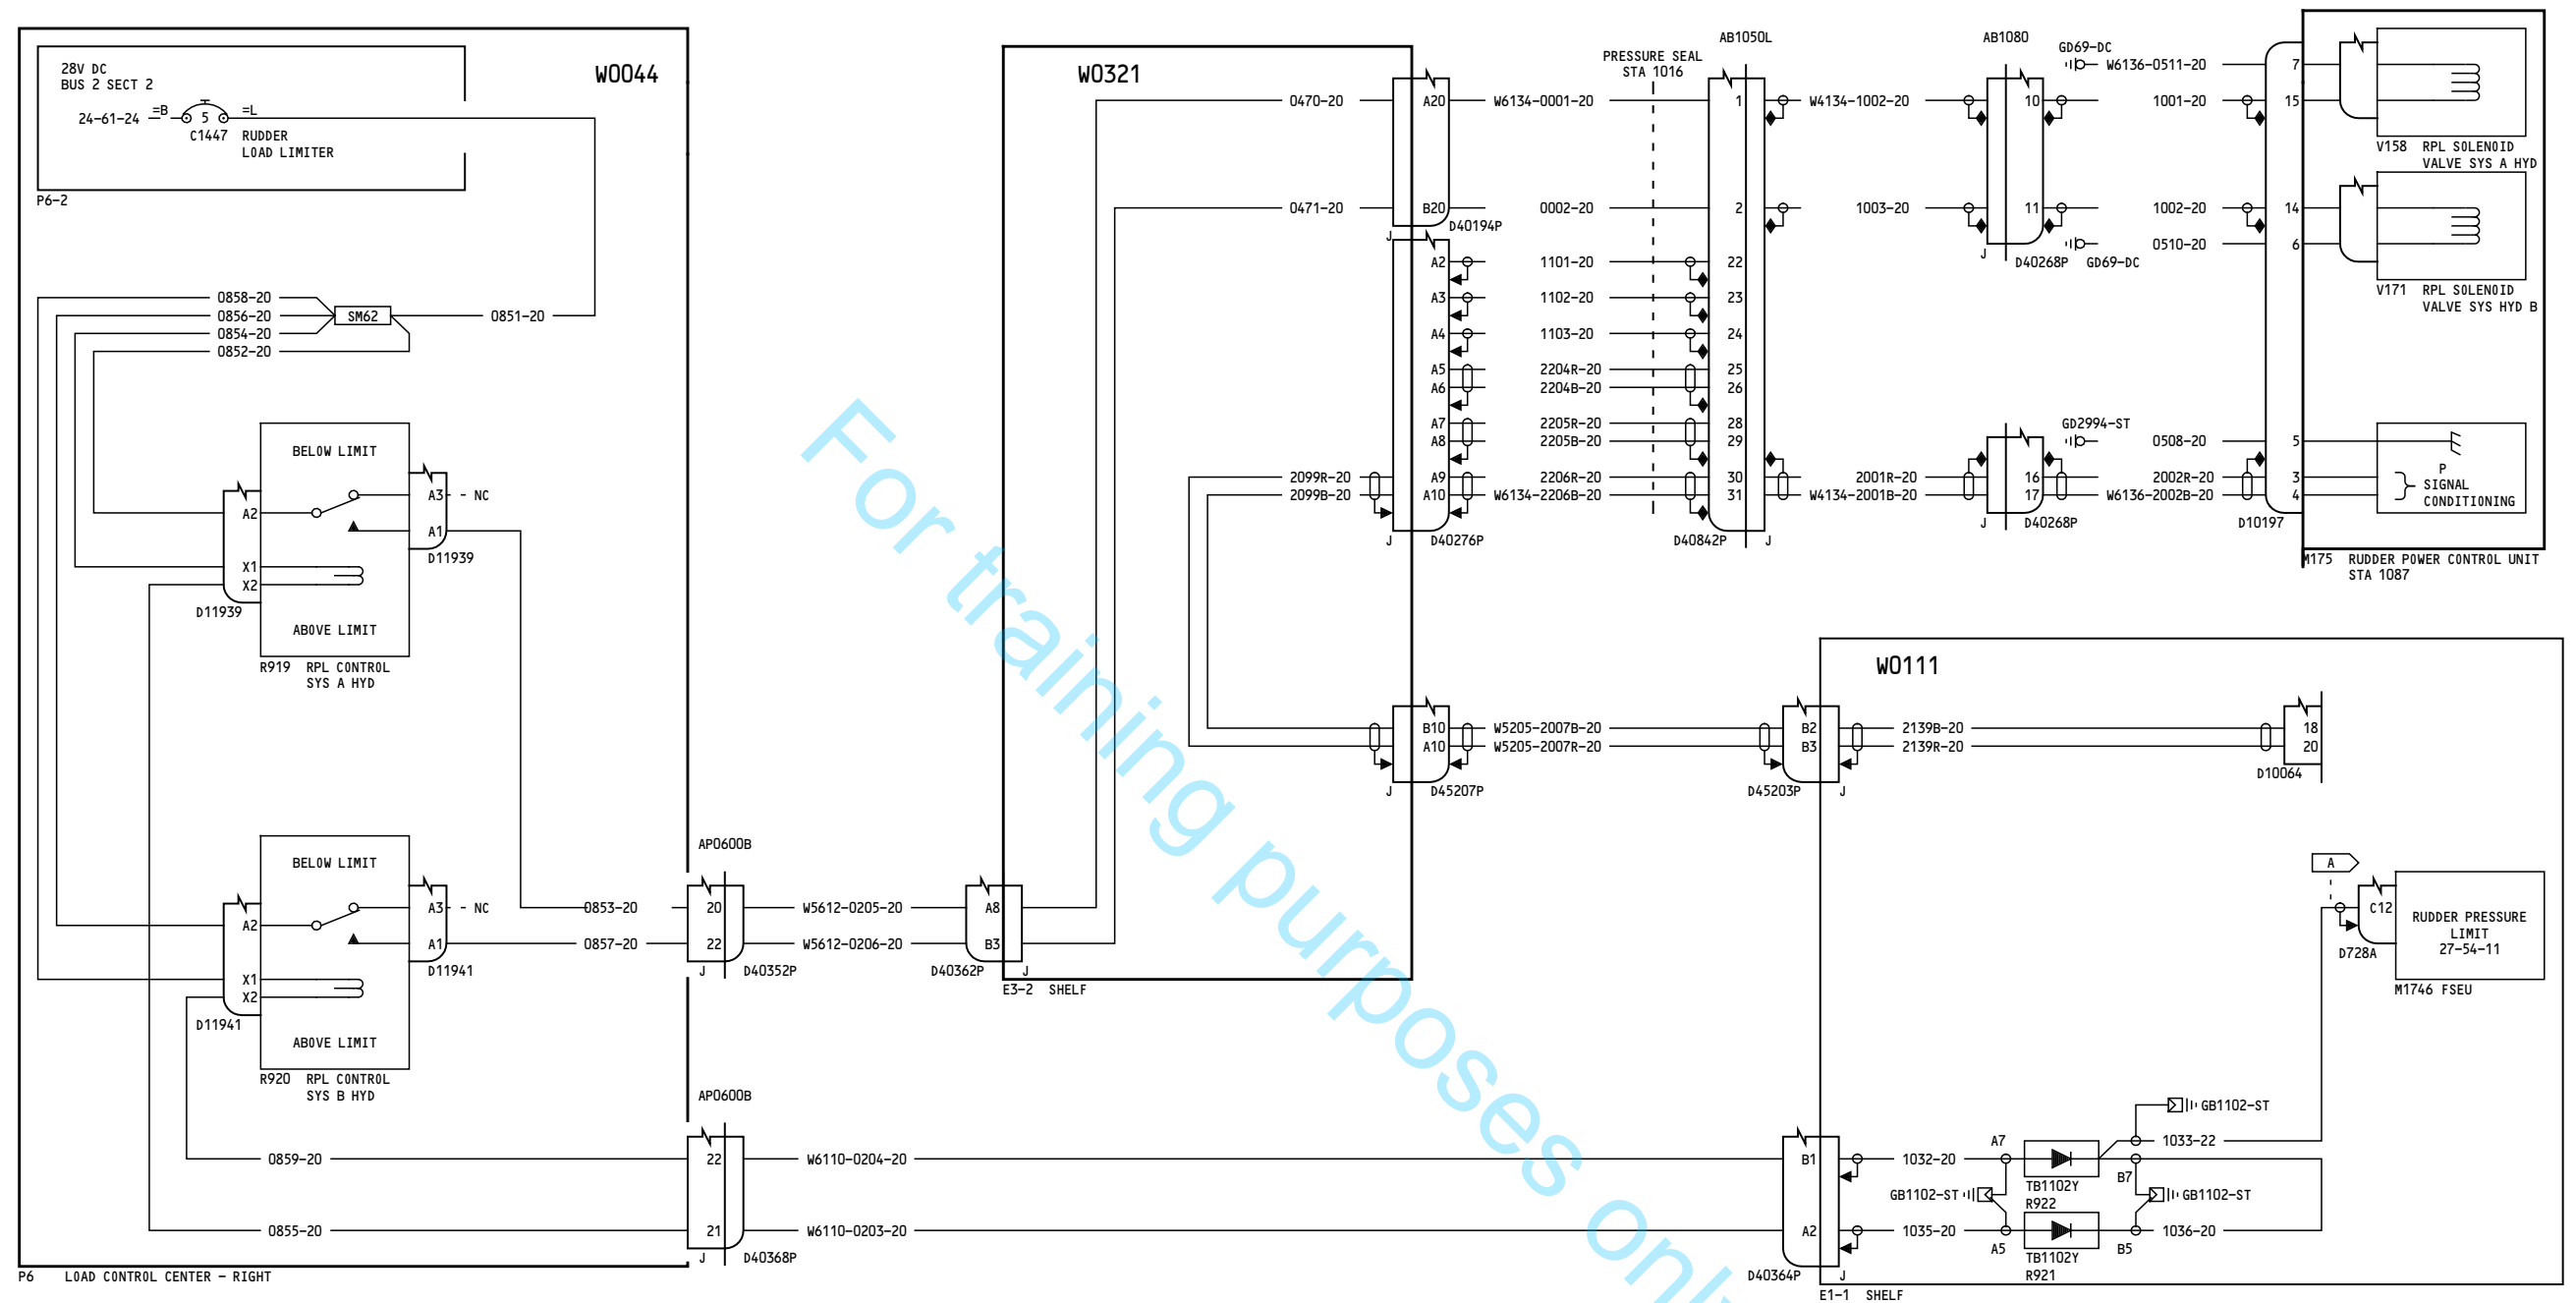 28V DC
BUS 2 SECT 2
24-61-24
=B
5
=L
C1447
RUDDER
LOAD LIMITER
P6-2
W0044
0858-20
0856-20
0854-20
0852-20
SM62
0851-20
BELOW LIMIT
A2
A3
NC
A1
D11939
X1
X2
D11939
ABOVE LIMIT
R919 RPL CONTROL
SYS A HYD
BELOW LIMIT
A2
A3
NC
A1
D11941
X1
X2
D11941
ABOVE LIMIT
R920 RPL CONTROL
SYS B HYD
0853-20
0857-20
0859-20
0855-20
P6 LOAD CONTROL CENTER - RIGHT
AP0600B
20
22
J
D40352P
AP0600B
22
21
J
D40368P
W5612-0205-20
W5612-0206-20
W6110-0204-20
W6110-0203-20
A8
B3
D40362P
J
W0321
E3-2 SHELF
0470-20
0471-20
A20
B20
J
D40194P
A2
A3
A4
A5
A6
A7
A8
A9
A10
2099R-20
2099B-20
J
D40276P
B10
A10
J
D45207P
W6134-0001-20
0002-20
1101-20
1102-20
1103-20
2204R-20
2204B-20
2205R-20
2205B-20
2206R-20
W6134-2206B-20
PRESSURE SEAL
STA 1016
AB1050L
1
2
22
23
24
25
26
28
29
30
31
D40842P
J
W4134-1002-20
1003-20
2001R-20
W4134-2001B-20
AB1080
10
11
J
D40268P
16
17
J
D40268P
GD69-DC
W6136-0511-20
1001-20
1002-20
0510-20
GD69-DC
GD2994-ST
0508-20
2002R-20
W6136-2002B-20
7
15
14
6
5
3
4
D10197
V158 RPL SOLENOID
VALVE SYS A HYD
V171 RPL SOLENOID
VALVE SYS HYD B
P
SIGNAL
CONDITIONING
M175 RUDDER POWER CONTROL UNIT
STA 1087
W5205-2007B-20
W5205-2007R-20
B2
B3
D45203P
J
W0111
2139B-20
2139R-20
18
20
D10064
A
C12
D728A
RUDDER PRESSURE
LIMIT
27-54-11
M1746 FSEU
B1
A2
D40364P
J
1032-20
1035-20
GB1102-ST
A7
A5
TB1102Y
R922
TB1102Y
R921
B7
B5
GB1102-ST
1033-22
GB1102-ST
1036-20
E1-1 SHELF
For training purposes only